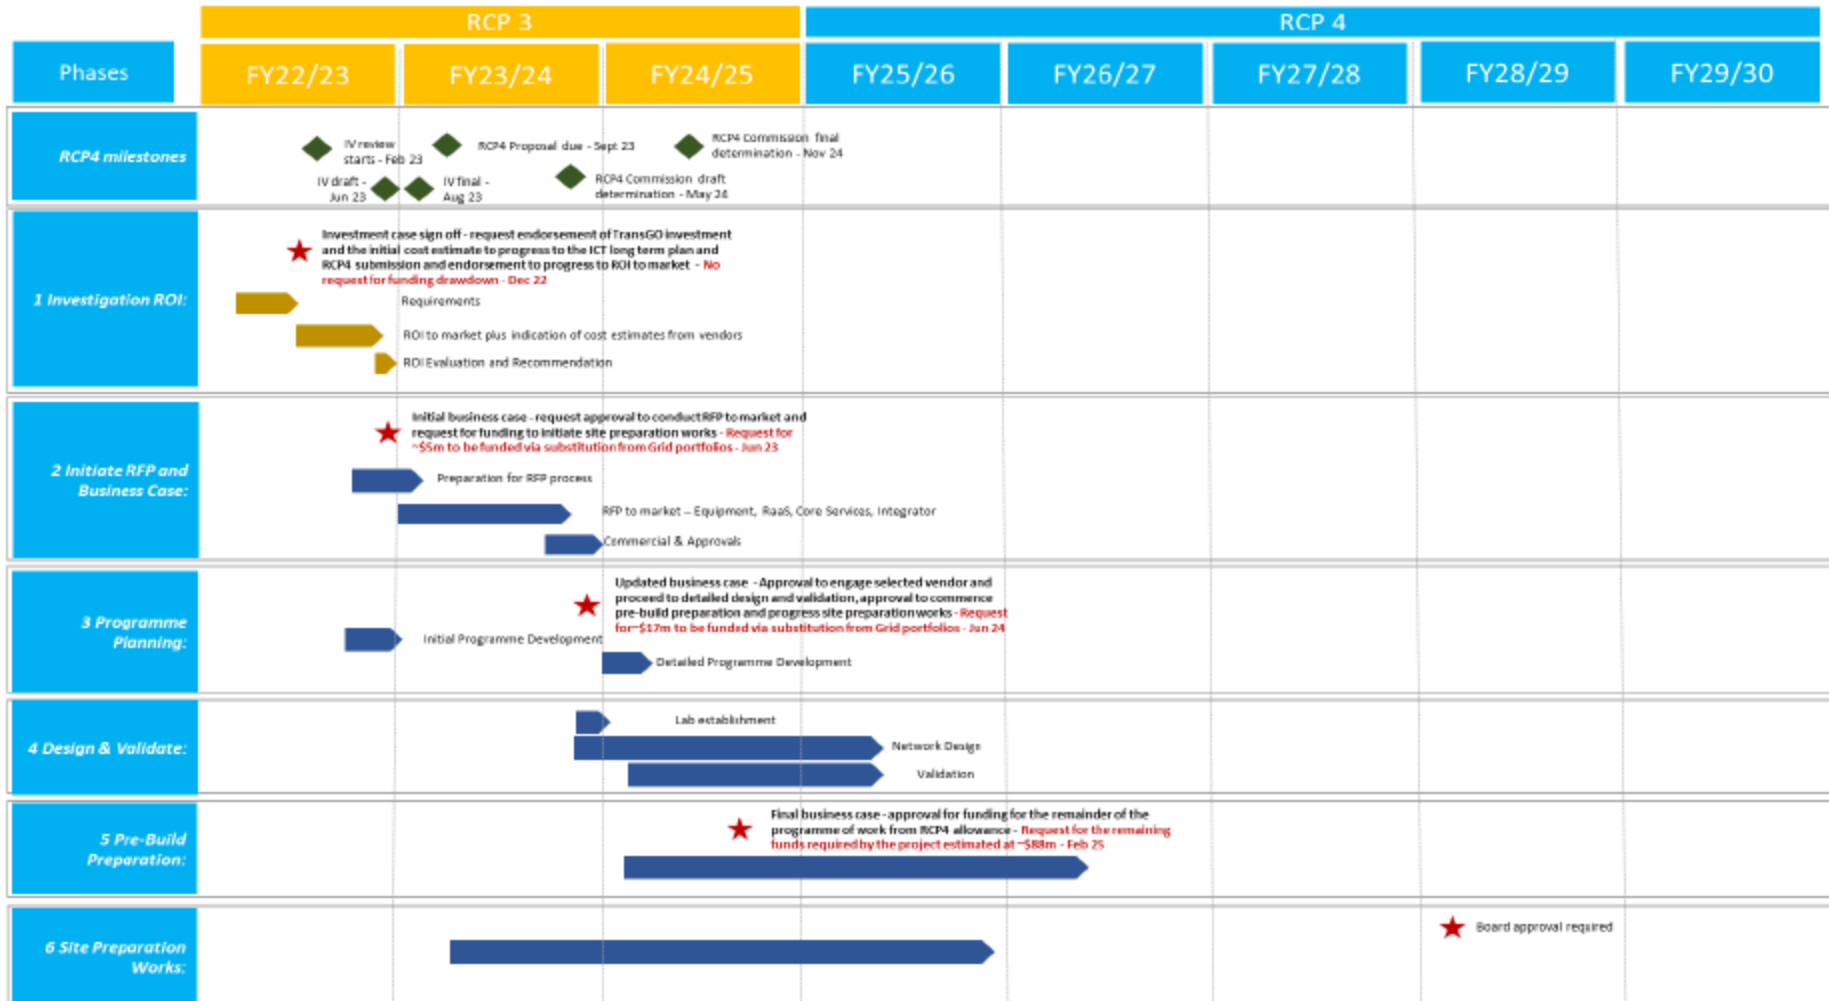 RCP 3
RCP 4
Phases
FY22/23
FY23/24
FY24/25
FY25/26
FY26/27
FY27/28
FY28/29
FY29/30
RCP4 milestones
IV review
starts - Feb 23
RCP4 Proposal due - Sept 23
RCP4 Commission final
determination - Nov 24
IV draft -
Jun 23
IV final -
Aug 23
RCP4 Commission draft
determination - May 24
1 Investigation ROI:
Investment case sign off - request endorsement of TransGO investment
and the initial cost estimate to progress to the ICT long term plan and
RCP4 submission and endorsement to progress to ROI to market - No
request for funding drawdown - Dec 22
Requirements
ROI to market plus indication of cost estimates from vendors
ROI Evaluation and Recommendation
2 Initiate RFP and
Business Case:
Initial business case - request approval to conduct RFP to market and
request for funding to initiate site preparation works - Request for
~$5m to be funded via substitution from Grid portfolios - Jun 23
Preparation for RFP process
RFP to market – Equipment, RaaS, Core Services, Integrator
Commercial & Approvals
3 Programme
Planning:
Updated business case - Approval to engage selected vendor and
proceed to detailed design and validation, approval to commence
pre-build preparation and progress site preparation works - Request
for ~$17m to be funded via substitution from Grid portfolios - Jun 24
Initial Programme Development
Detailed Programme Development
4 Design & Validate:
Lab establishment
Network Design
Validation
5 Pre-Build
Preparation:
Final business case - approval for funding for the remainder of the
programme of work from RCP4 allowance - Request for the remaining
funds required by the project estimated at ~$88m - Feb 25
6 Site Preparation
Works:
Board approval required